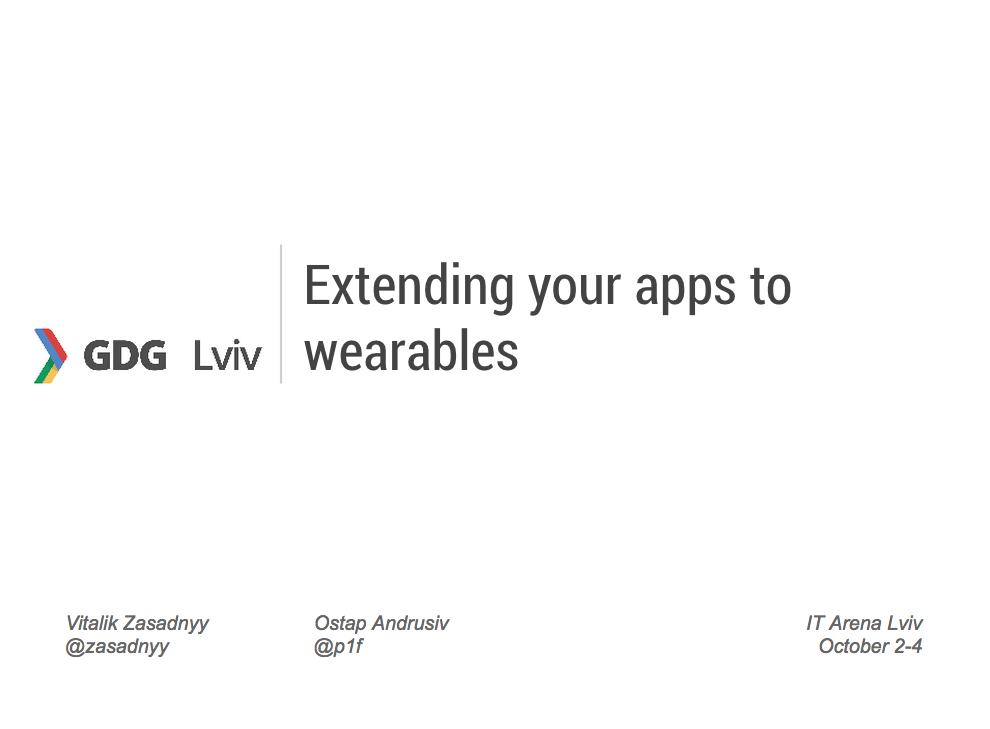 Extending your apps to
wearables
GDG Lviv
Vitalik Zasadnyy
@zasadnyy
Ostap Andrusiv
@p1f
IT Arena Lviv
October 2-4